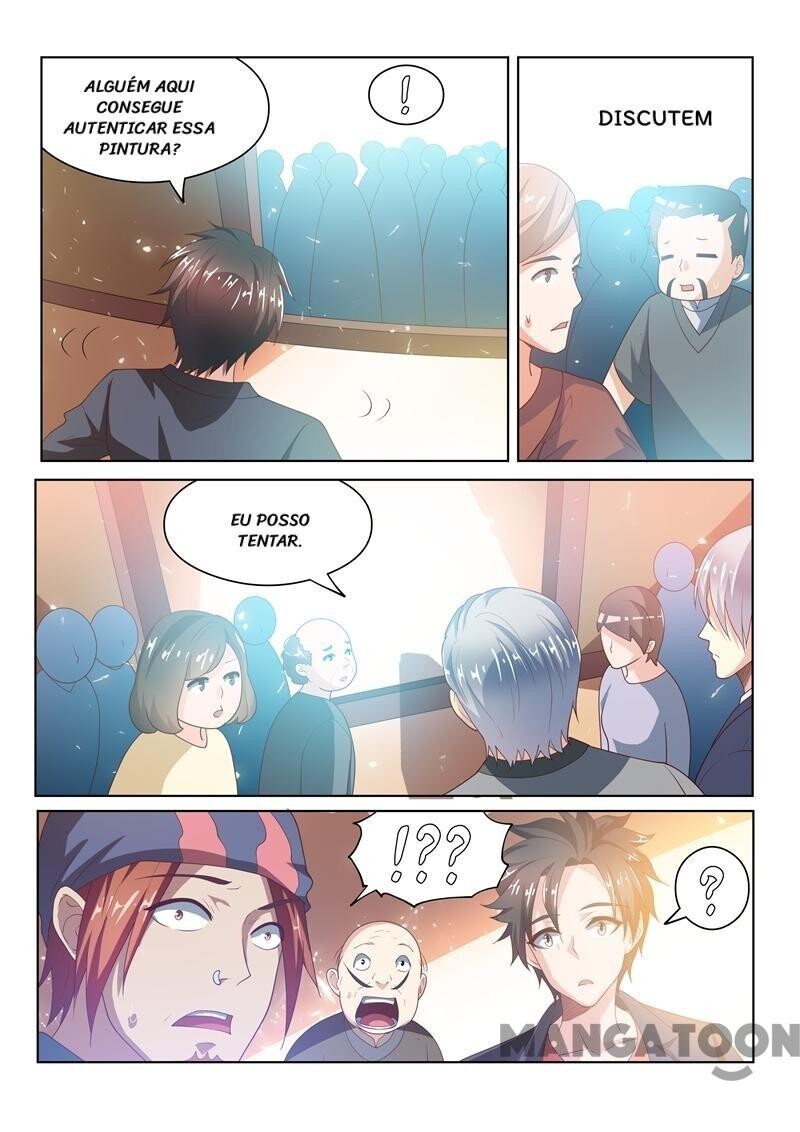 ALGUÉM AQUI
CONSEGUE
AUTENTICAR ESSA
PINTURA?
!
DISCUTEM
EU POSSO
TENTAR.
!??
?
MANGATOON